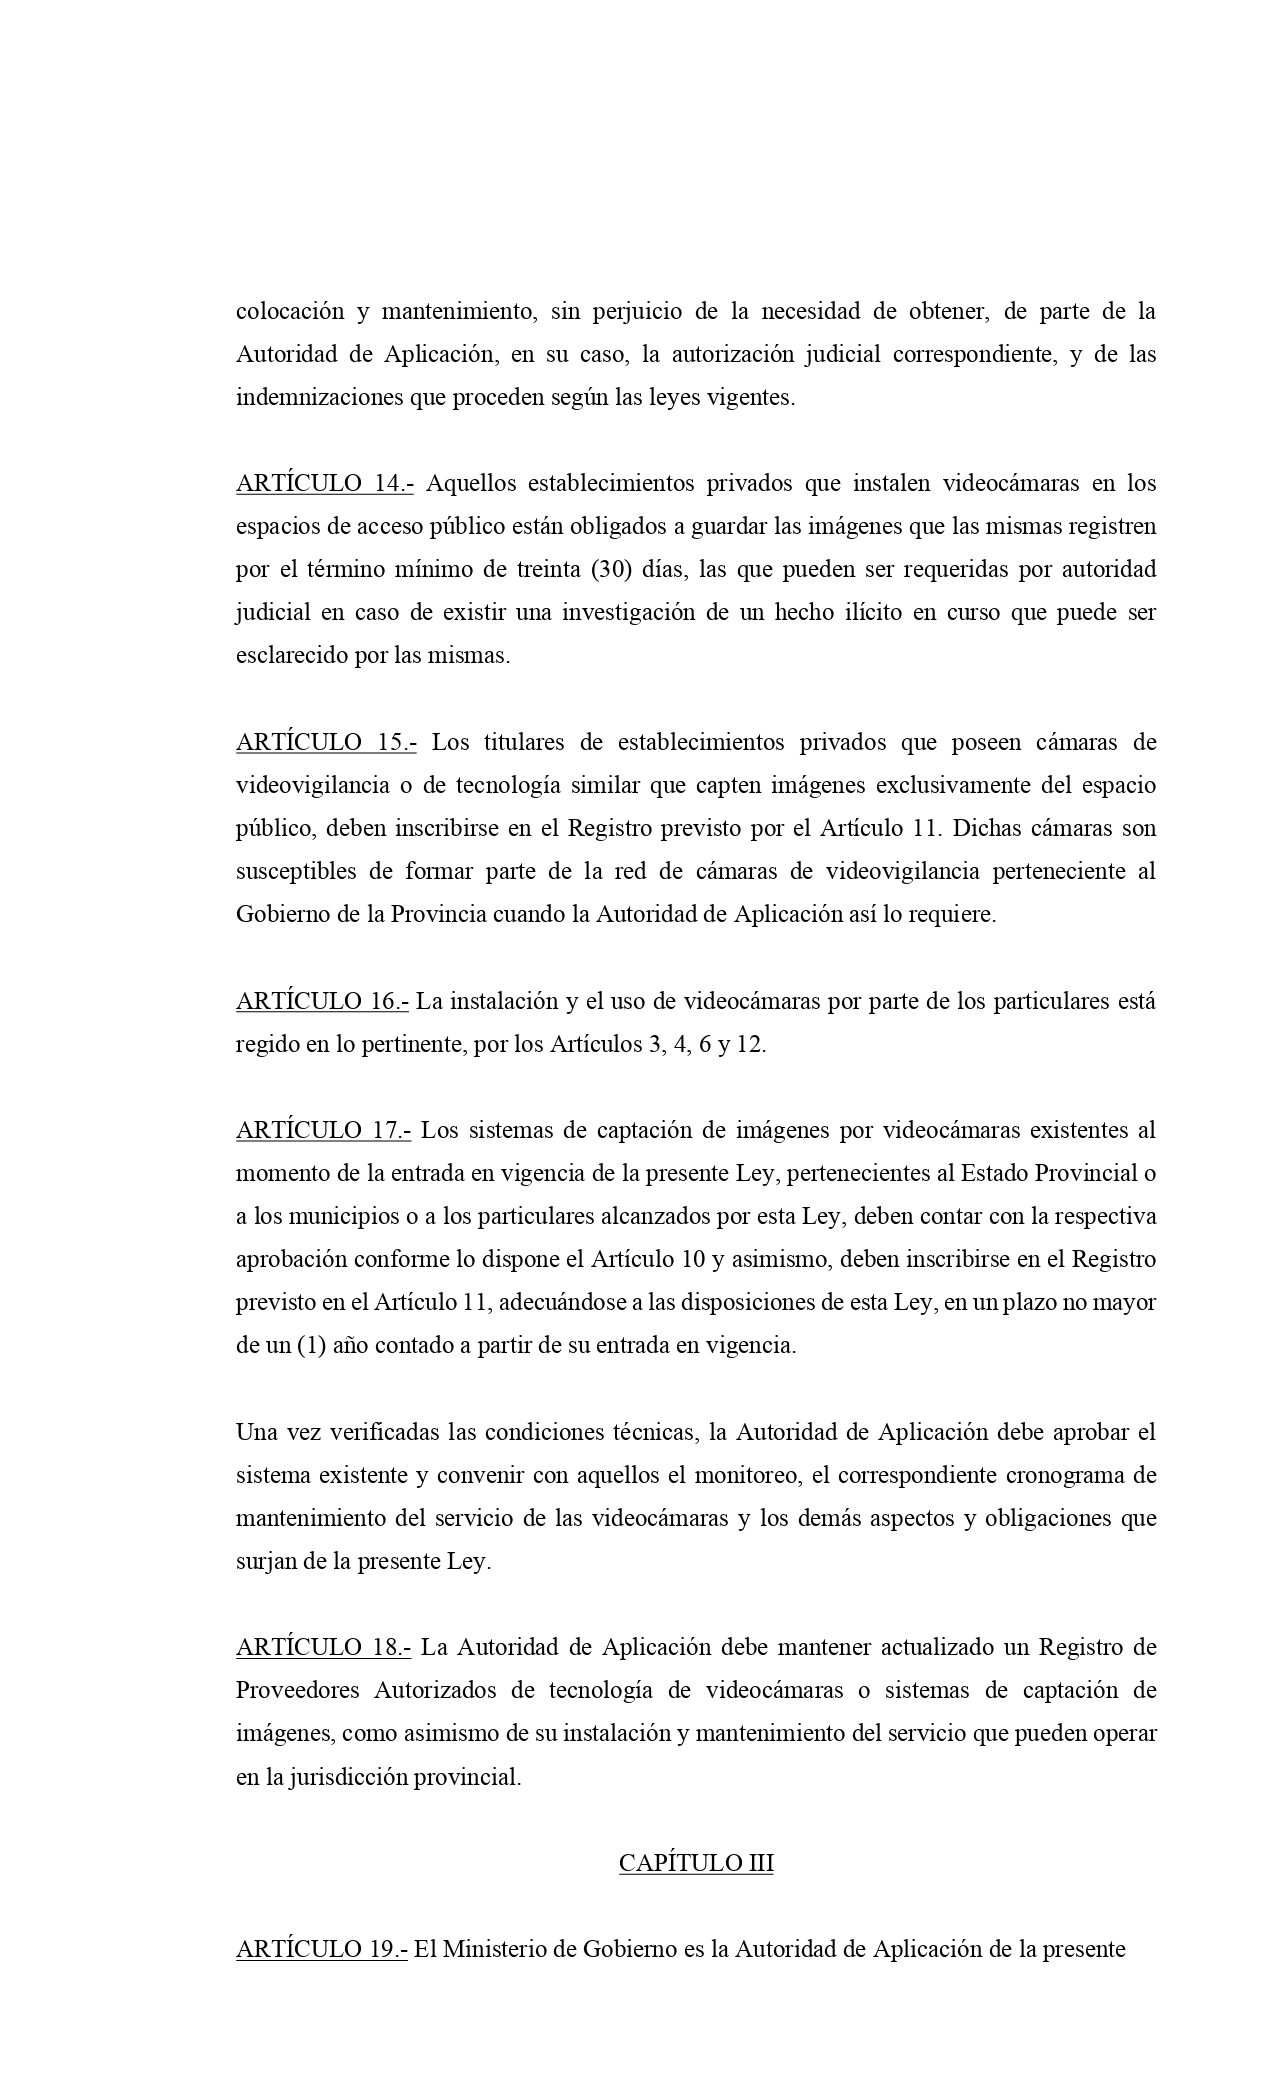 colocación y mantenimiento, sin perjuicio de la necesidad de obtener, de parte de la
Autoridad de Aplicación, en su caso, la autorización judicial correspondiente, y de las
indemnizaciones que proceden según las leyes vigentes.
ARTÍCULO 14.- Aquellos establecimientos privados que instalen videocámaras en los
espacios de acceso público están obligados a guardar las imágenes que las mismas registren
por el término mínimo de treinta (30) días, las que pueden ser requeridas por autoridad
judicial en caso de existir una investigación de un hecho ilícito en curso que puede ser
esclarecido por las mismas.
ARTÍCULO 15.- Los titulares de establecimientos privados que poseen cámaras de
videovigilancia o de tecnología similar que capten imágenes exclusivamente del espacio
público, deben inscribirse en el Registro previsto por el Artículo 11. Dichas cámaras son
susceptibles de formar parte de la red de cámaras de videovigilancia perteneciente al
Gobierno de la Provincia cuando la Autoridad de Aplicación así lo requiere.
ARTÍCULO 16.- La instalación y el uso de videocámaras por parte de los particulares está
regido en lo pertinente, por los Artículos 3, 4, 6 y 12.
ARTÍCULO 17.- Los sistemas de captación de imágenes por videocámaras existentes al
momento de la entrada en vigencia de la presente Ley, pertenecientes al Estado Provincial o
a los municipios o a los particulares alcanzados por esta Ley, deben contar con la respectiva
aprobación conforme lo dispone el Artículo 10 y asimismo, deben inscribirse en el Registro
previsto en el Artículo 11, adecuándose a las disposiciones de esta Ley, en un plazo no mayor
de un (1) año contado a partir de su entrada en vigencia.
Una vez verificadas las condiciones técnicas, la Autoridad de Aplicación debe aprobar el
sistema existente y convenir con aquellos el monitoreo, el correspondiente cronograma de
mantenimiento del servicio de las videocámaras y los demás aspectos y obligaciones que
surjan de la presente Ley.
ARTÍCULO 18.- La Autoridad de Aplicación debe mantener actualizado un Registro de
Proveedores Autorizados de tecnología de videocámaras o sistemas de captación de
imágenes, como asimismo de su instalación y mantenimiento del servicio que pueden operar
en la jurisdicción provincial.
CAPÍTULO III
ARTÍCULO 19.- El Ministerio de Gobierno es la Autoridad de Aplicación de la presente